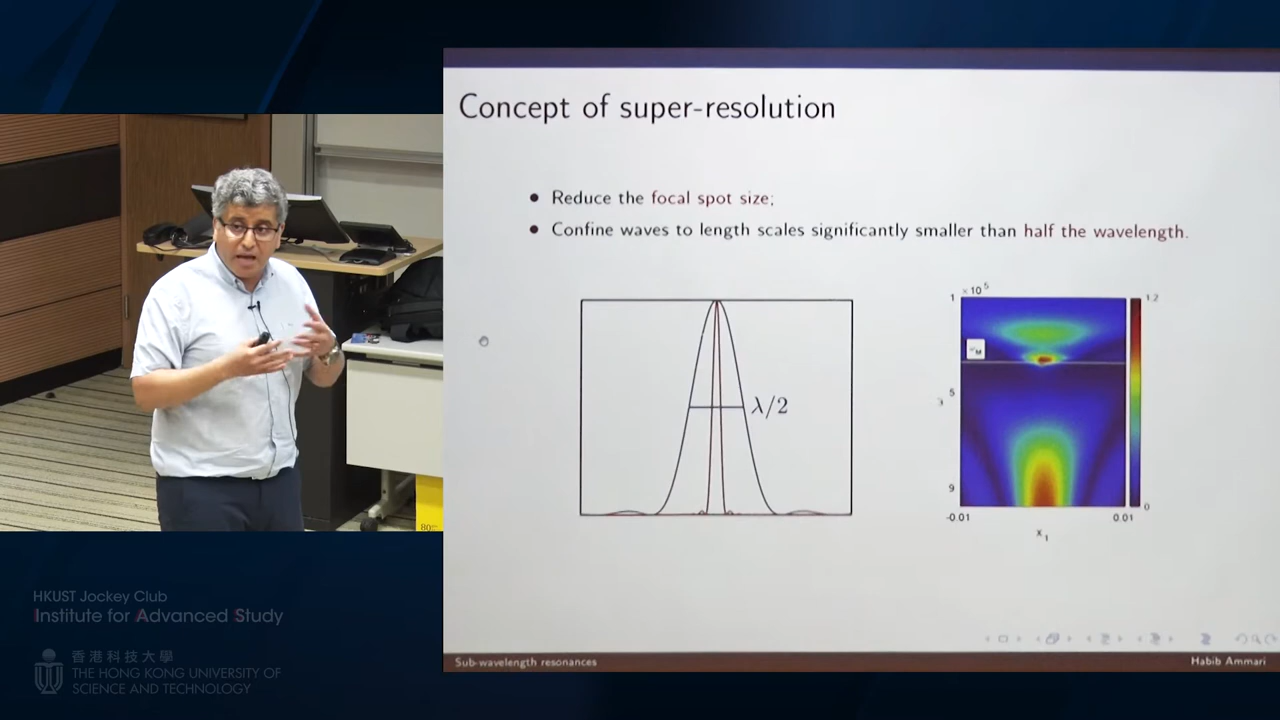 Concept of super-resolution
Reduce the focal spot size;
Confine waves to length scales significantly smaller than half the wavelength.
λ/2
× 10⁵
1
5
9
-0.01
0.01
x₁
1.2
0
ω_M
80
HKUST Jockey Club
Institute for Advanced Study
香港科技大學
THE HONG KONG UNIVERSITY OF
SCIENCE AND TECHNOLOGY
Sub-wavelength resonances
Habib Ammari